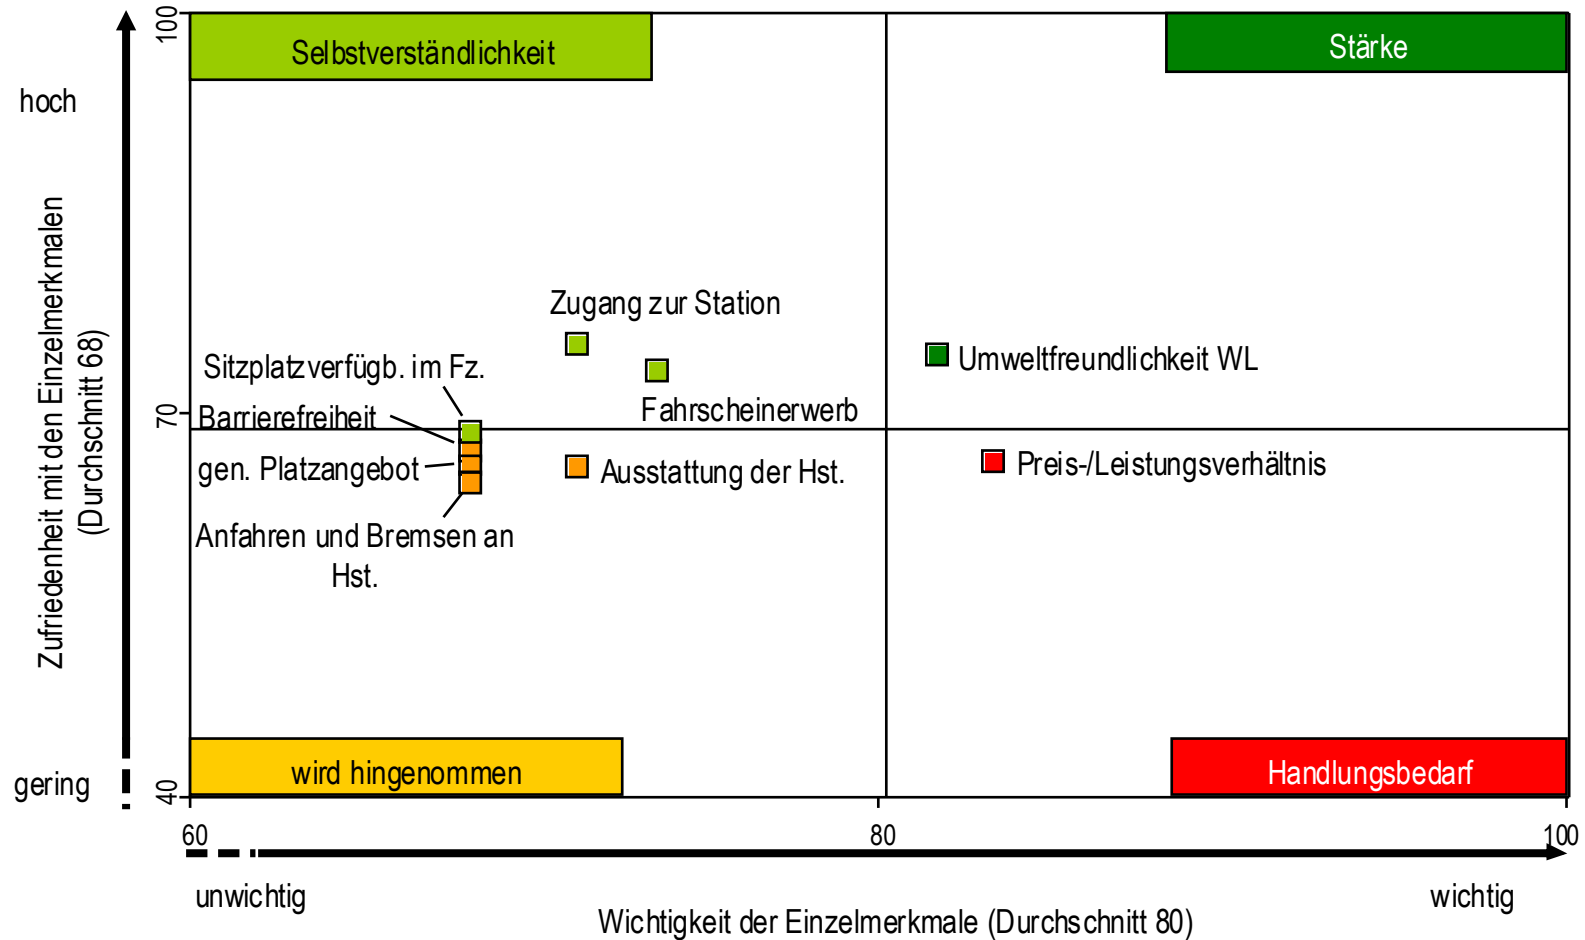 100
Selbstverständlichkeit
Stärke
hoch
Zufriedenheit mit den Einzelmerkmalen
(Durchschnitt 68)
Zugang zur Station
Sitzplatzverfügb. im Fz.
Umweltfreundlichkeit WL
70
Barrierefreiheit
Fahrscheinerwerb
gen. Platzangebot
Ausstattung der Hst.
Preis-/Leistungsverhältnis
Anfahren und Bremsen an
Hst.
wird hingenommen
Handlungsbedarf
gering
40
60
80
100
unwichtig
wichtig
Wichtigkeit der Einzelmerkmale (Durchschnitt 80)